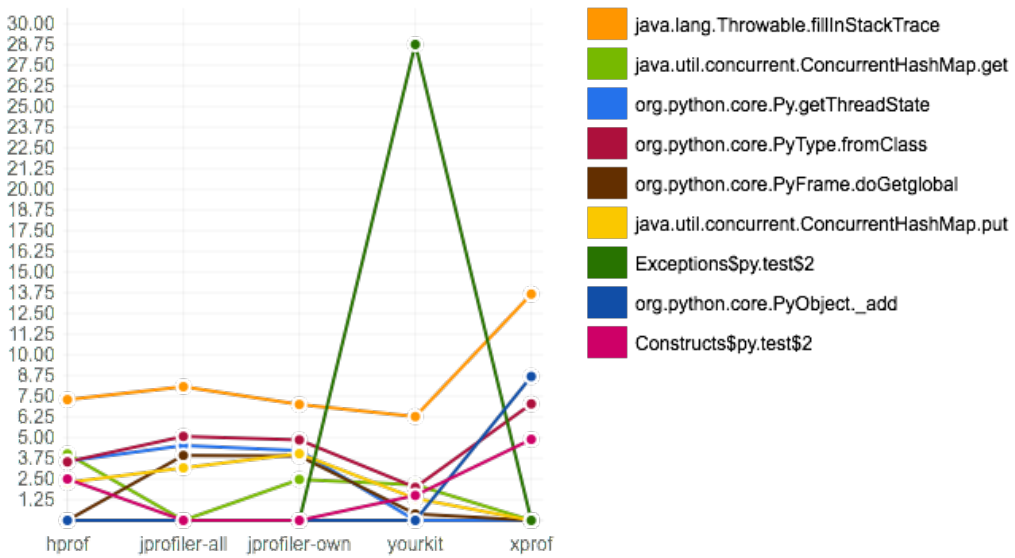 30.00
28.75
27.50
26.25
25.00
23.75
22.50
21.25
20.00
18.75
17.50
16.25
15.00
13.75
12.50
11.25
10.00
8.75
7.50
6.25
5.00
3.75
2.50
1.25
hprof jprofiler-all jprofiler-own yourkit xprof
java.lang.Throwable.fillInStackTrace
java.util.concurrent.ConcurrentHashMap.get
org.python.core.Py.getThreadState
org.python.core.PyType.fromClass
org.python.core.PyFrame.doGetglobal
java.util.concurrent.ConcurrentHashMap.put
Exceptions$py.test$2
org.python.core.PyObject._add
Constructs$py.test$2